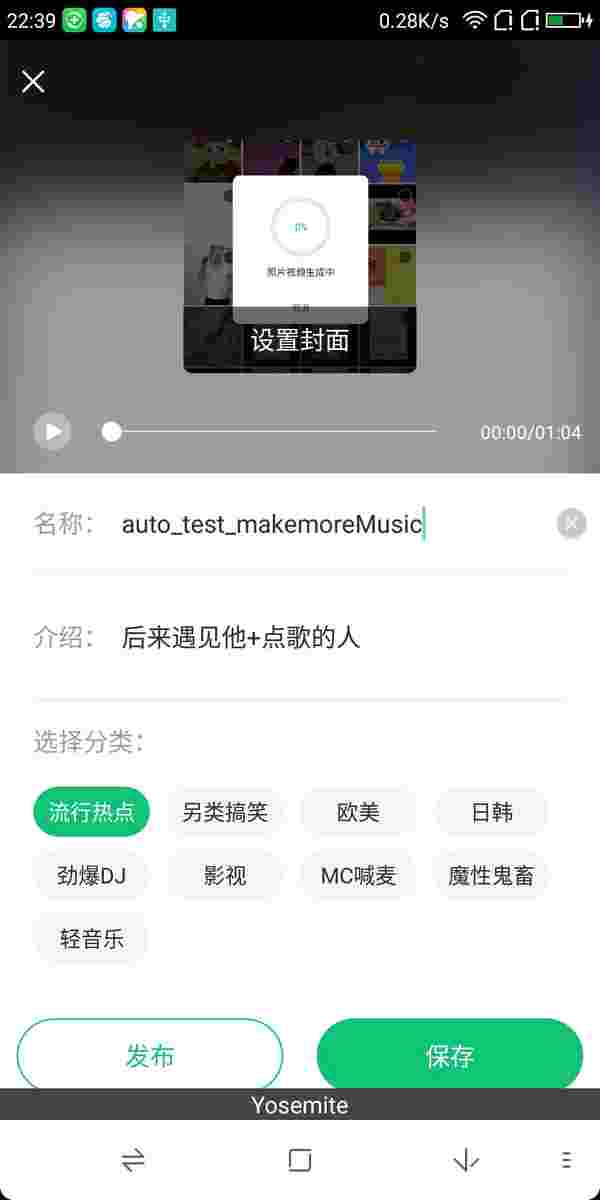 22:39 0.28K/s
0%
照片视频生成中
取消
设置封面
00:00/01:04
名称： auto_test_makemoreMusic
介绍： 后来遇见他+点歌的人
选择分类：
流行热点 另类搞笑 欧美 日韩
劲爆DJ 影视 MC喊麦 魔性鬼畜
轻音乐
发布 保存
Yosemite